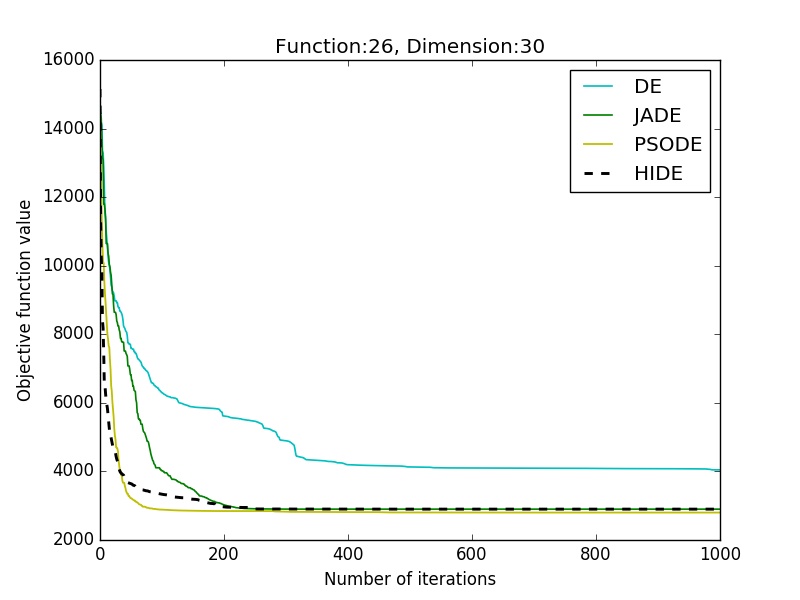 Function:26, Dimension:30
16000
14000
12000
10000
8000
6000
4000
2000
Objective function value
DE
JADE
PSODE
HIDE
0
200
400
600
800
1000
Number of iterations